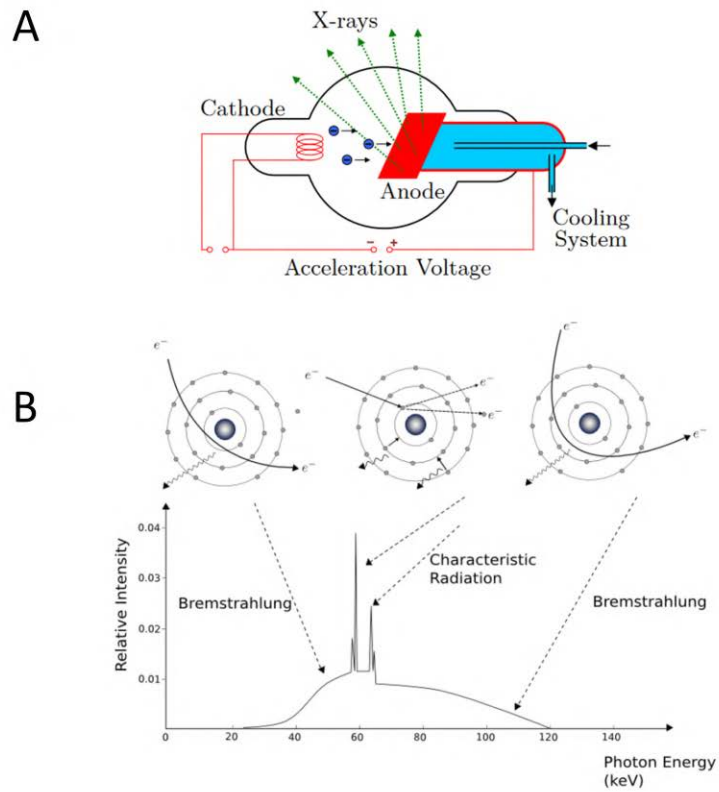 A
X-rays
Cathode
Anode
Cooling
System
− +
Acceleration Voltage
B
e⁻
e⁻
e⁻
e⁻
e⁻
e⁻
e⁻
Relative Intensity
0.04
0.03
0.02
0.01
Bremstrahlung
Characteristic
Radiation
Bremstrahlung
0
20
40
60
80
100
120
140
Photon Energy
(keV)